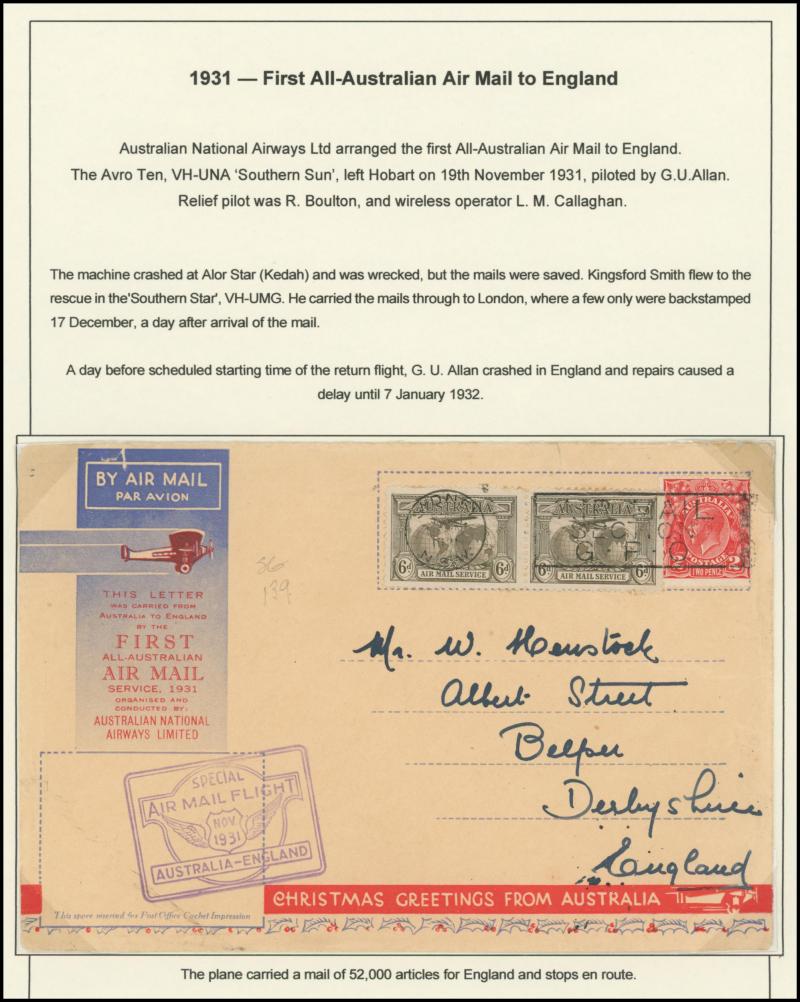 1931 — First All-Australian Air Mail to England
Australian National Airways Ltd arranged the first All-Australian Air Mail to England.
The Avro Ten, VH-UNA ‘Southern Sun’, left Hobart on 19th November 1931, piloted by G.U.Allan.
Relief pilot was R. Boulton, and wireless operator L. M. Callaghan.
The machine crashed at Alor Star (Kedah) and was wrecked, but the mails were saved. Kingsford Smith flew to the
rescue in the'Southern Star', VH-UMG. He carried the mails through to London, where a few only were backstamped
17 December, a day after arrival of the mail.
A day before scheduled starting time of the return flight, G. U. Allan crashed in England and repairs caused a
delay until 7 January 1932.
BY AIR MAIL
PAR AVION
THIS LETTER
WAS CARRIED FROM
AUSTRALIA TO ENGLAND
BY THE
FIRST
ALL-AUSTRALIAN
AIR MAIL
SERVICE, 1931
ORGANISED AND
CONDUCTED BY:
AUSTRALIAN NATIONAL
AIRWAYS LIMITED
SG
139
AUSTRALIA
6d 6d
AIR MAIL SERVICE
N.S.W.
AUSTRALIA
6d 6d
AIR MAIL SERVICE
SECTION
G.P.O
AUSTRALIA
POSTAGE
2
TWO PENCE
Mr. W. Henstock
Albert Street
Belper
Derbyshire
England
SPECIAL
AIR MAIL FLIGHT
NOV.
1931
AUSTRALIA-ENGLAND
CHRISTMAS GREETINGS FROM AUSTRALIA
This space reserved for Post Office Cachet Impression
The plane carried a mail of 52,000 articles for England and stops en route.